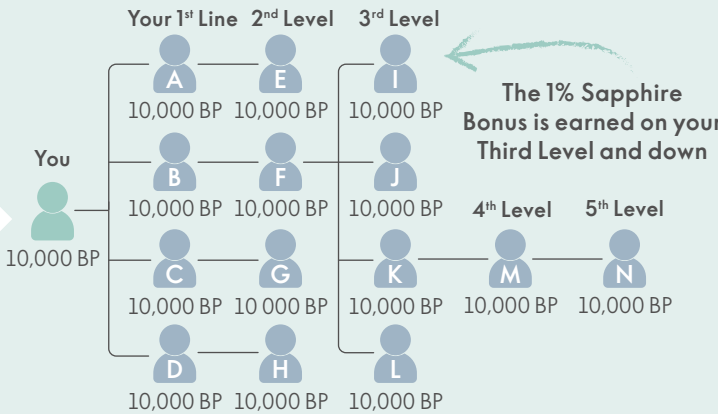 Your 1st Line 2nd Level 3rd Level
A E I
10,000 BP 10,000 BP 10,000 BP
The 1% Sapphire
Bonus is earned on your
Third Level and down
You
B F J
10,000 BP 10,000 BP 10,000 BP
4th Level 5th Level
10,000 BP
C G K M N
10,000 BP 10 000 BP 10,000 BP 10,000 BP 10,000 BP
D H L
10,000 BP 10,000 BP 10,000 BP